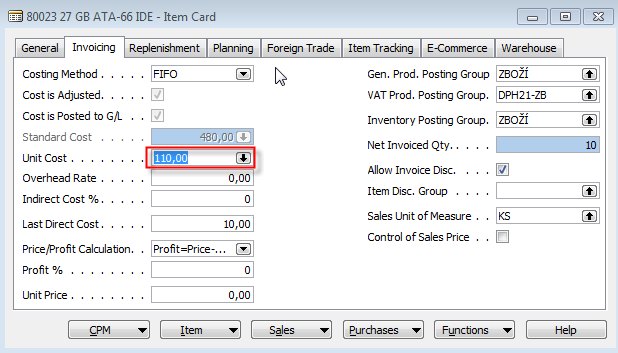 80023 27 GB ATA-66 IDE - Item Card
General Invoicing Replenishment Planning Foreign Trade Item Tracking E-Commerce Warehouse
Costing Method . . . . . FIFO
Cost is Adjusted. . . . .
Cost is Posted to G/L . .
Standard Cost . . . . . . 480,00
Unit Cost . . . . . . . . 110,00
Overhead Rate . . . . . 0,00
Indirect Cost % . . . . . 0
Last Direct Cost . . . . . 10,00
Price/Profit Calculation. . Profit=Price-...
Profit % . . . . . . . . 0
Unit Price . . . . . . . . 0,00
Gen. Prod. Posting Group ZBOŽÍ
VAT Prod. Posting Group. DPH21-ZB
Inventory Posting Group. ZBOŽÍ
Net Invoiced Qty. . . . . 10
Allow Invoice Disc. . . . .
Item Disc. Group . . . .
Sales Unit of Measure . . KS
Control of Sales Price . .
CPM Item Sales Purchases Functions Help